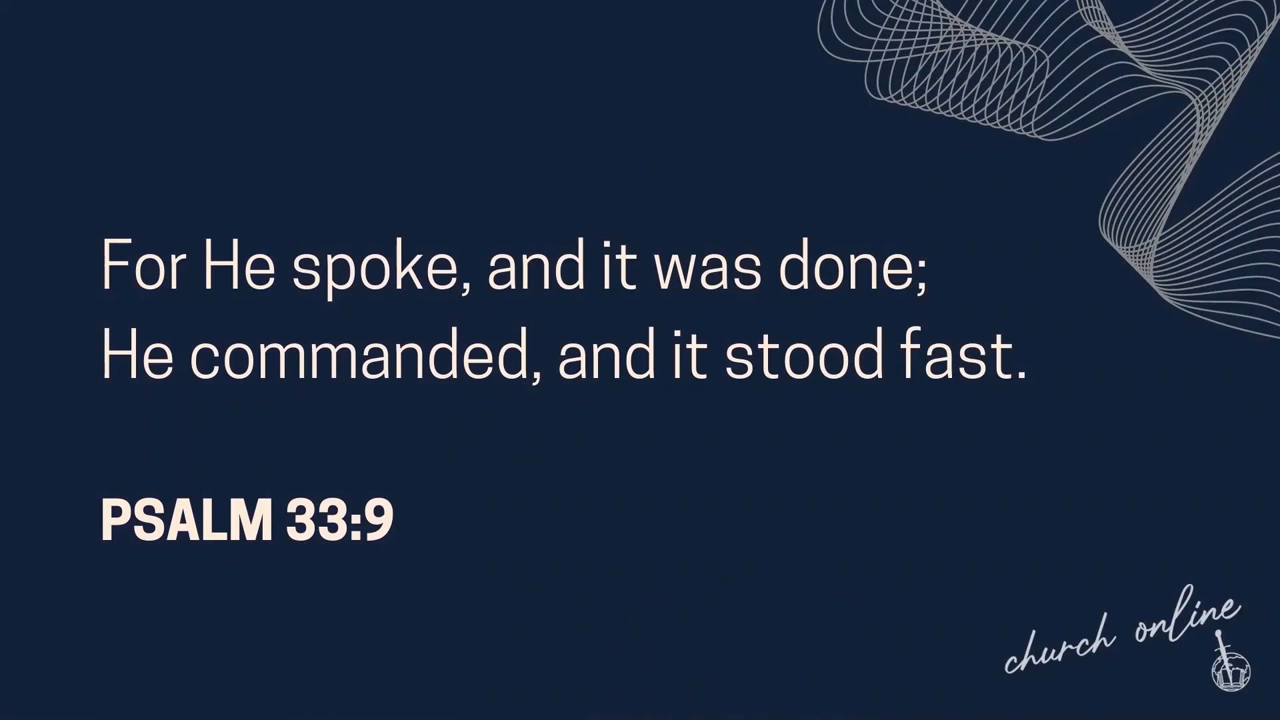 For He spoke, and it was done;
He commanded, and it stood fast.
PSALM 33:9
church online